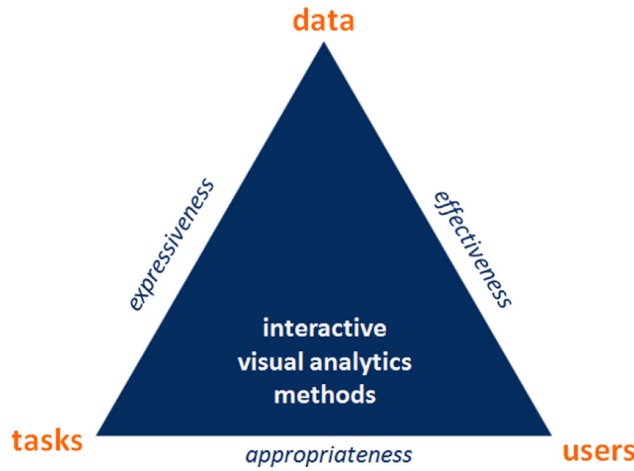 data
expressiveness
effectiveness
interactive
visual analytics
methods
tasks
appropriateness
users